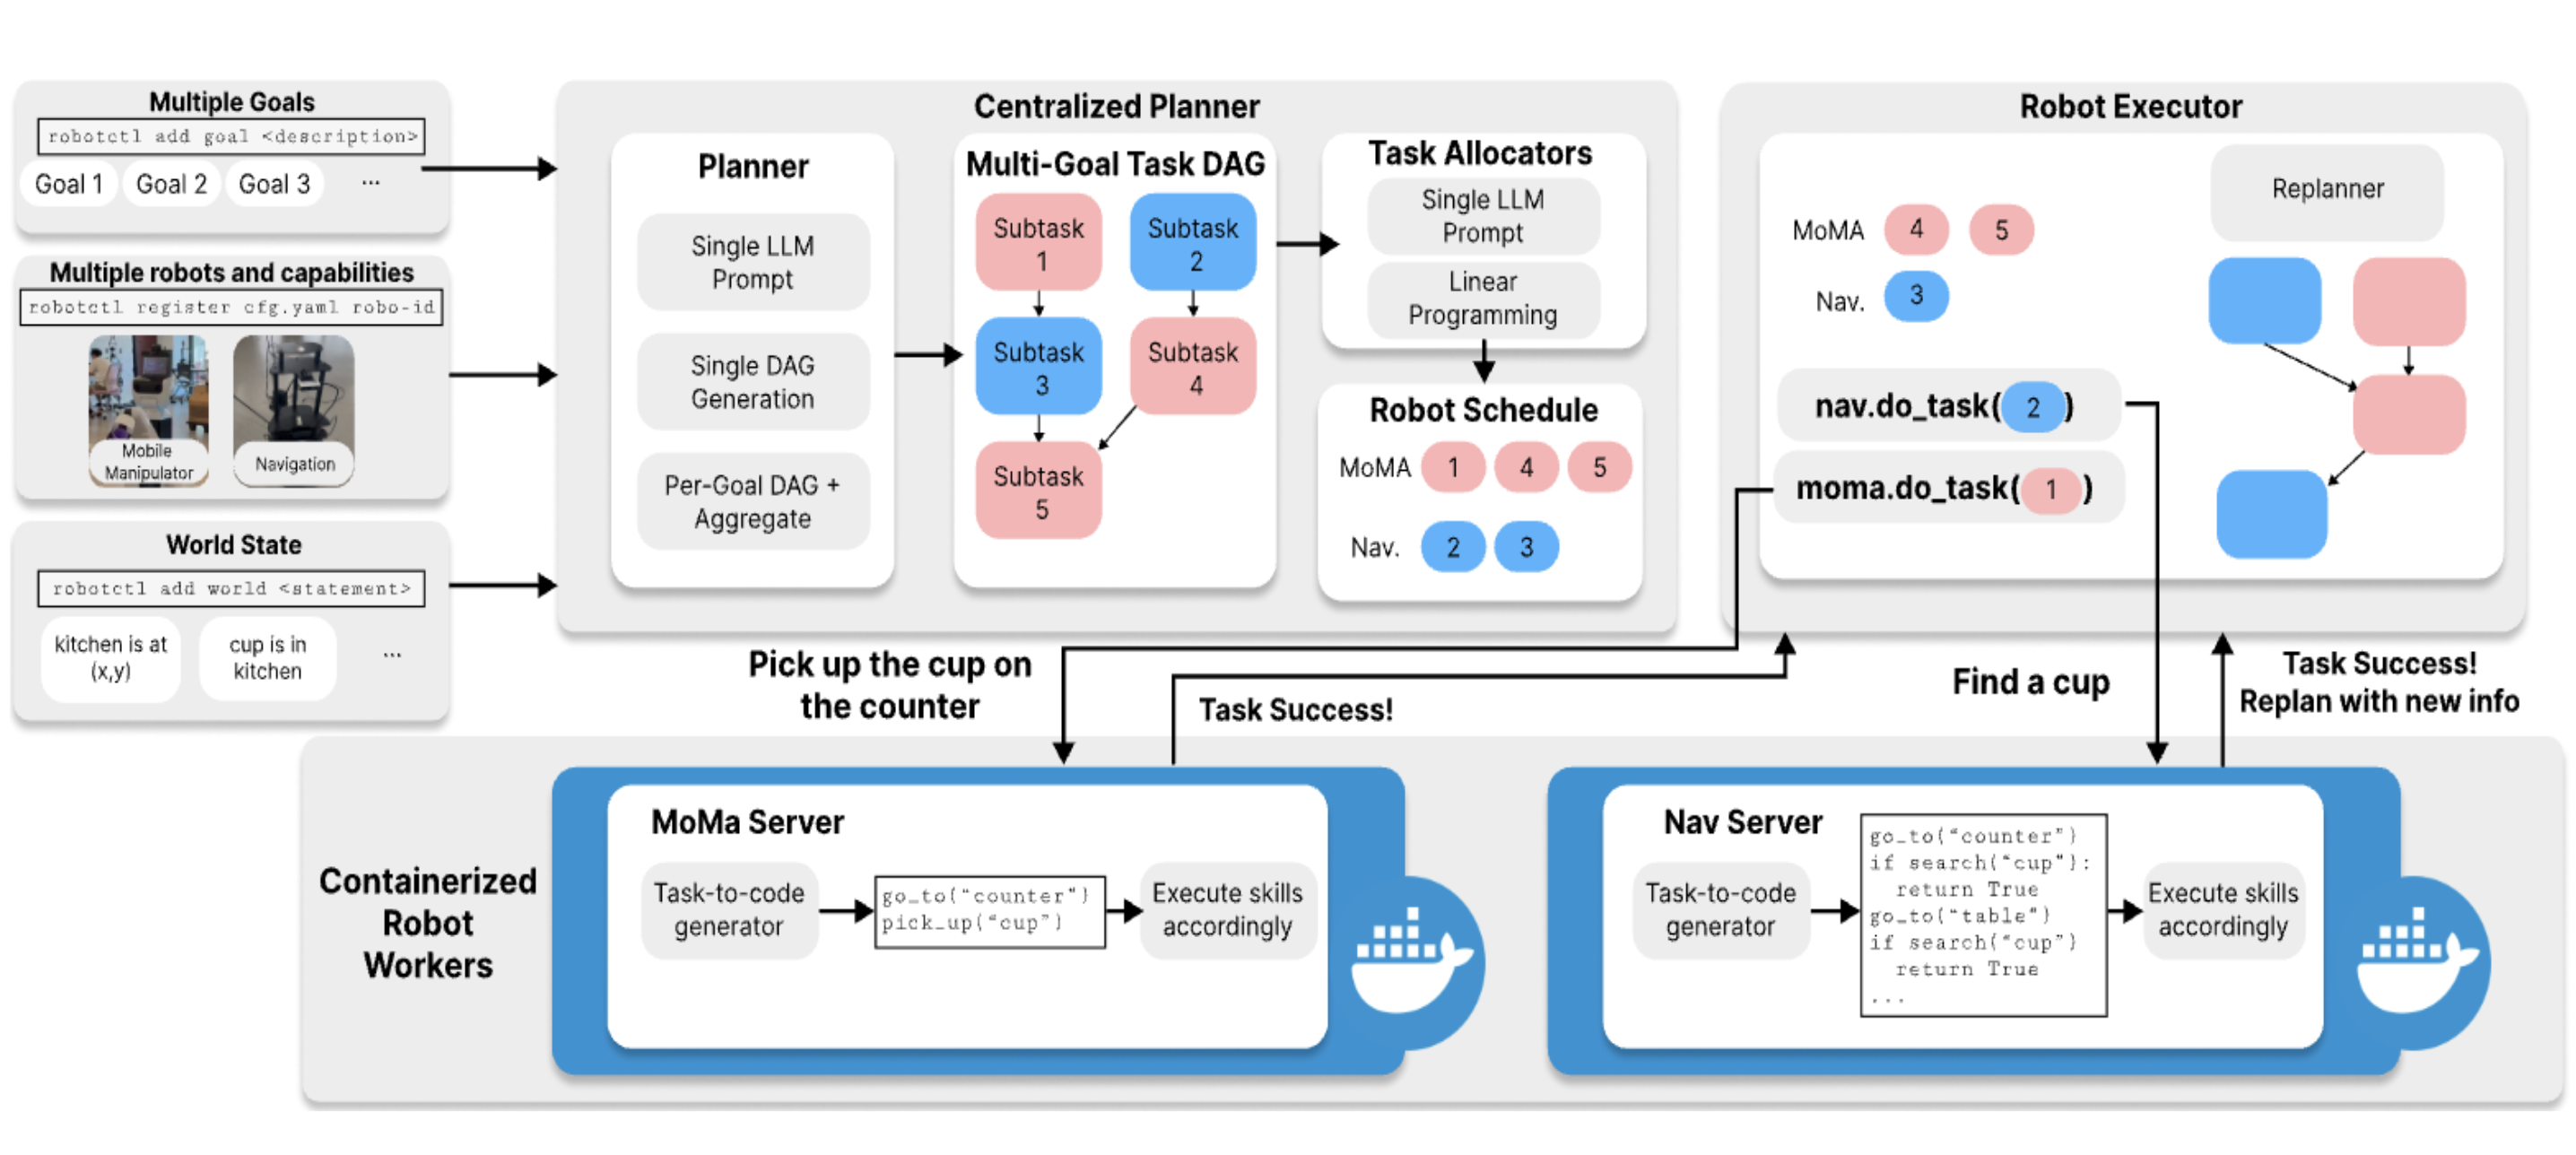 Multiple Goals
robotctl add goal <description>
Goal 1 Goal 2 Goal 3 ...
Multiple robots and capabilities
robotctl register cfg.yaml robo-id
Mobile
Manipulator
Navigation
World State
robotctl add world <statement>
kitchen is at
(x,y)
cup is in
kitchen
...
Centralized Planner
Planner
Single LLM
Prompt
Single DAG
Generation
Per-Goal DAG +
Aggregate
Multi-Goal Task DAG
Subtask
1
Subtask
2
Subtask
3
Subtask
4
Subtask
5
Task Allocators
Single LLM
Prompt
Linear
Programming
Robot Schedule
MoMA 1 4 5
Nav. 2 3
Robot Executor
MoMA 4 5
Nav. 3
nav.do_task(2)
moma.do_task(1)
Replanner
Pick up the cup on
the counter
Task Success!
Find a cup
Task Success!
Replan with new info
Containerized
Robot
Workers
MoMa Server
Task-to-code
generator
go_to("counter")
pick_up("cup")
Execute skills
accordingly
Nav Server
Task-to-code
generator
go_to("counter")
if search("cup"):
return True
go_to("table")
if search("cup")
return True
...
Execute skills
accordingly